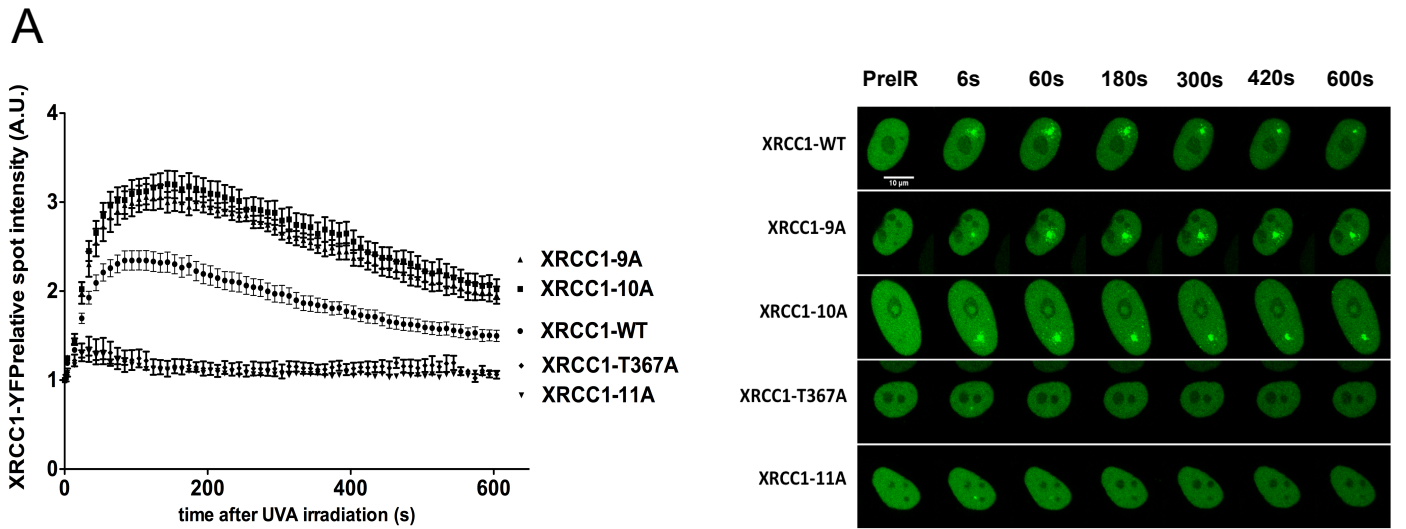 A
XRCC1-YFPrelative spot intensity (A.U.)
4
3
2
1
0
0 200 400 600
time after UVA irradiation (s)
XRCC1-9A
XRCC1-10A
XRCC1-WT
XRCC1-T367A
XRCC1-11A
PreIR 6s 60s 180s 300s 420s 600s
XRCC1-WT
10 µm
XRCC1-9A
XRCC1-10A
XRCC1-T367A
XRCC1-11A